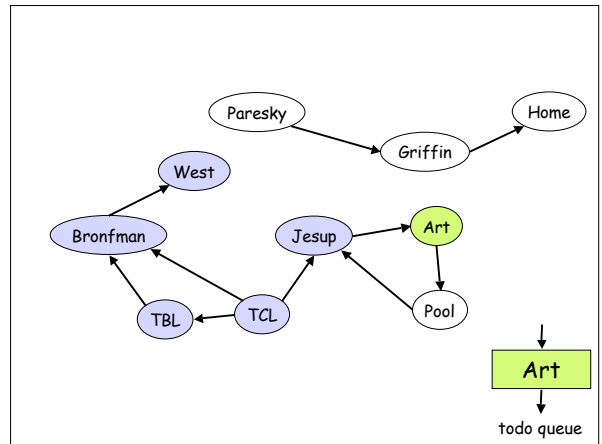 Paresky
Home
Griffin
West
Art
Bronfman
Jesup
Pool
TBL
TCL
Art
todo queue